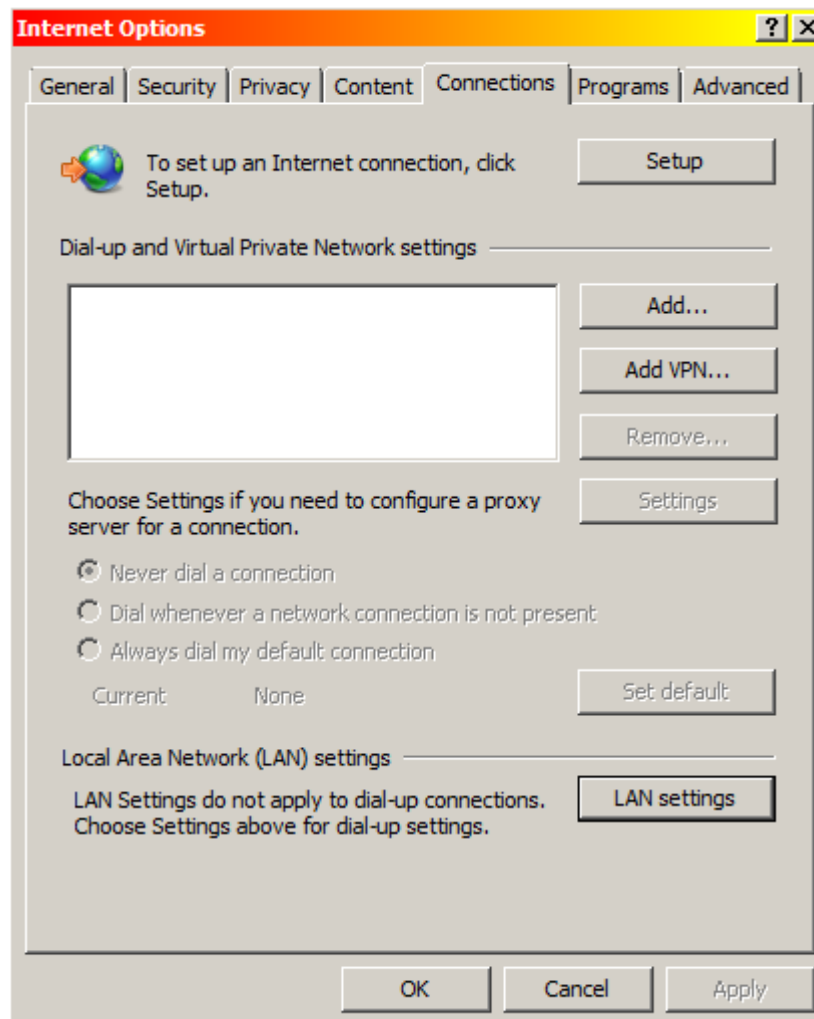 Internet Options
General Security Privacy Content Connections Programs Advanced
To set up an Internet connection, click
Setup.
Setup
Dial-up and Virtual Private Network settings
Add...
Add VPN...
Remove...
Choose Settings if you need to configure a proxy
server for a connection.
Settings
Never dial a connection
Dial whenever a network connection is not present
Always dial my default connection
Current None
Set default
Local Area Network (LAN) settings
LAN Settings do not apply to dial-up connections.
Choose Settings above for dial-up settings.
LAN settings
OK Cancel Apply